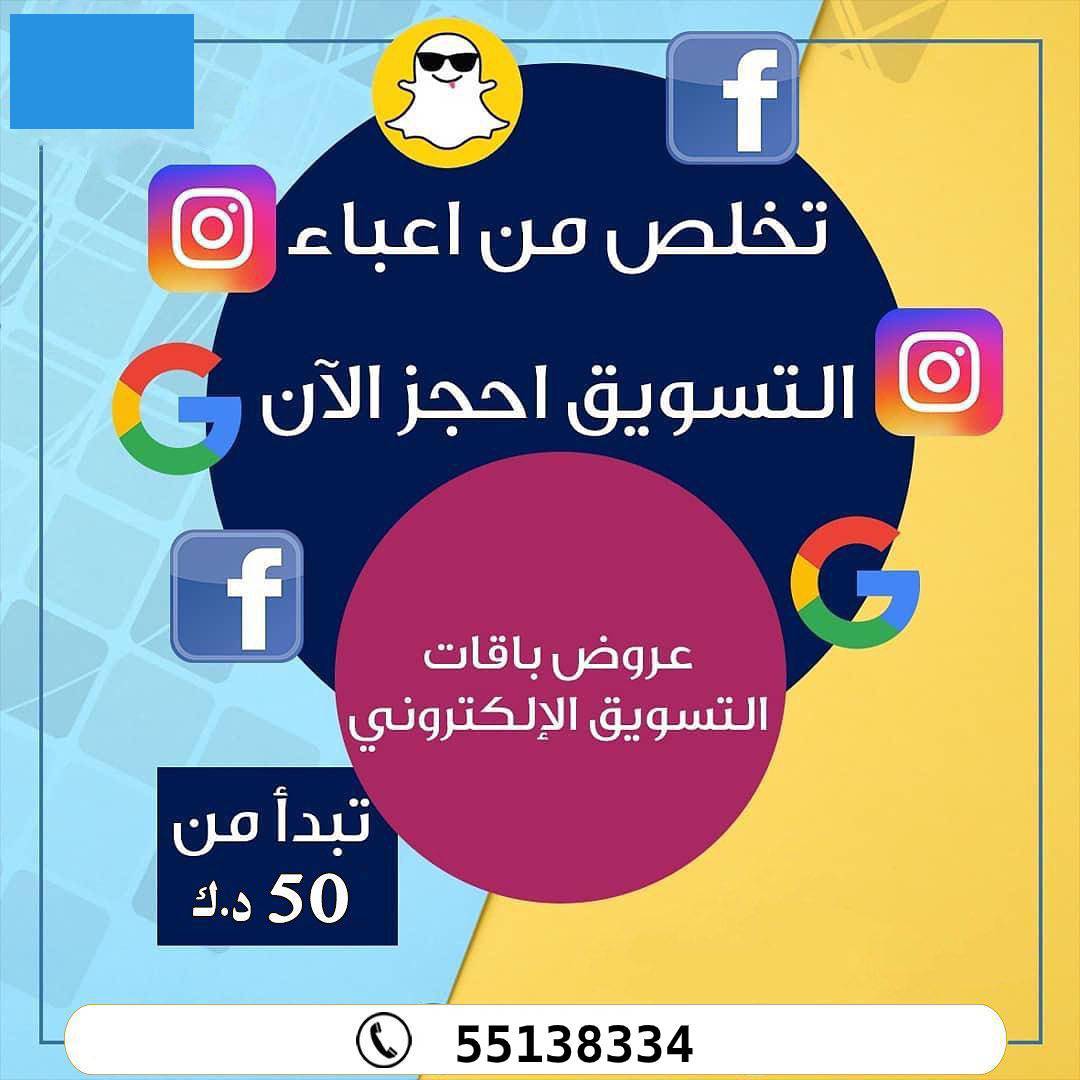 تخلص من اعباء
التسويق احجز الآن
عروض باقات
التسويق الإلكتروني
تبدأ من
50 د.ك
55138334